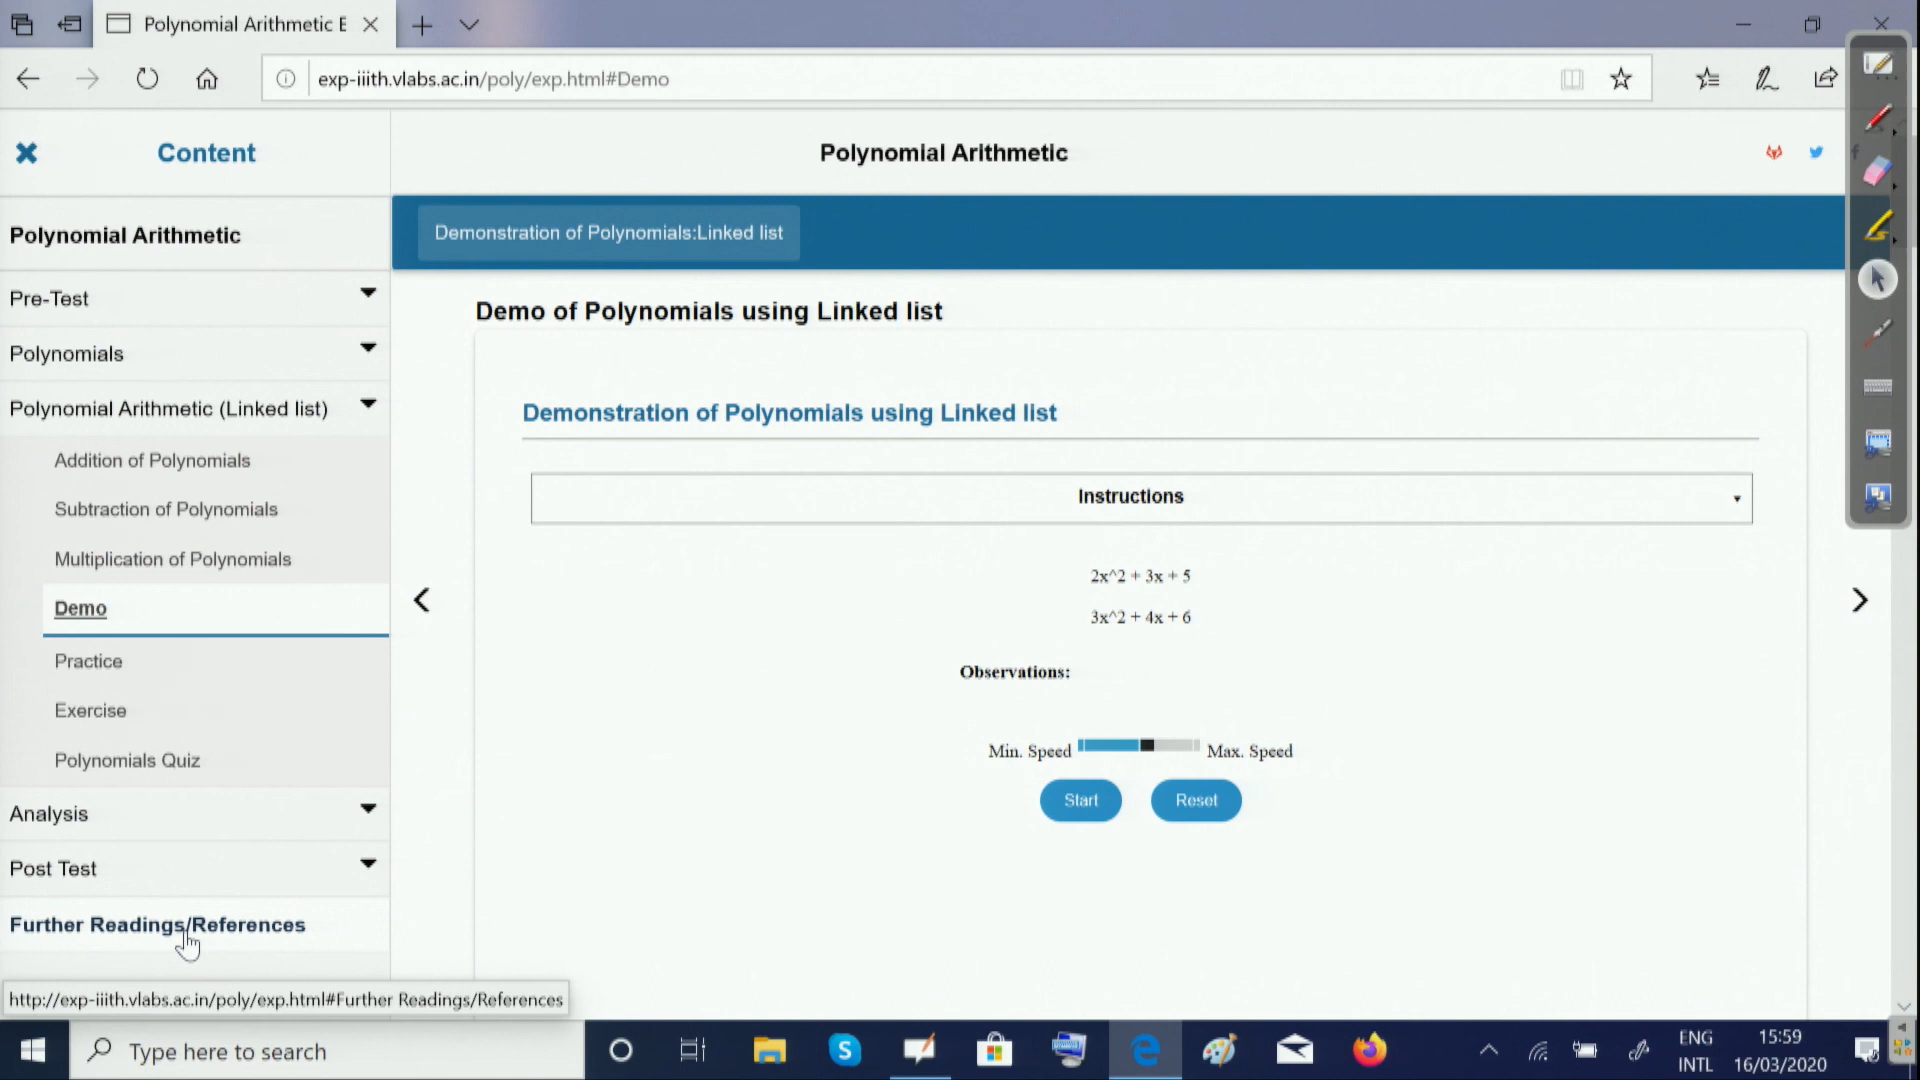 Polynomial Arithmetic E
exp-iiith.vlabs.ac.in/poly/exp.html#Demo
Content
Polynomial Arithmetic
Polynomial Arithmetic
Demonstration of Polynomials:Linked list
Pre-Test
Polynomials
Polynomial Arithmetic (Linked list)
Addition of Polynomials
Subtraction of Polynomials
Multiplication of Polynomials
Demo
Practice
Exercise
Polynomials Quiz
Analysis
Post Test
Further Readings/References
Demo of Polynomials using Linked list
Demonstration of Polynomials using Linked list
Instructions
2x^2 + 3x + 5
3x^2 + 4x + 6
Observations:
Min. Speed Max. Speed
Start Reset
http://exp-iiith.vlabs.ac.in/poly/exp.html#Further Readings/References
Type here to search
ENG
INTL
15:59
16/03/2020